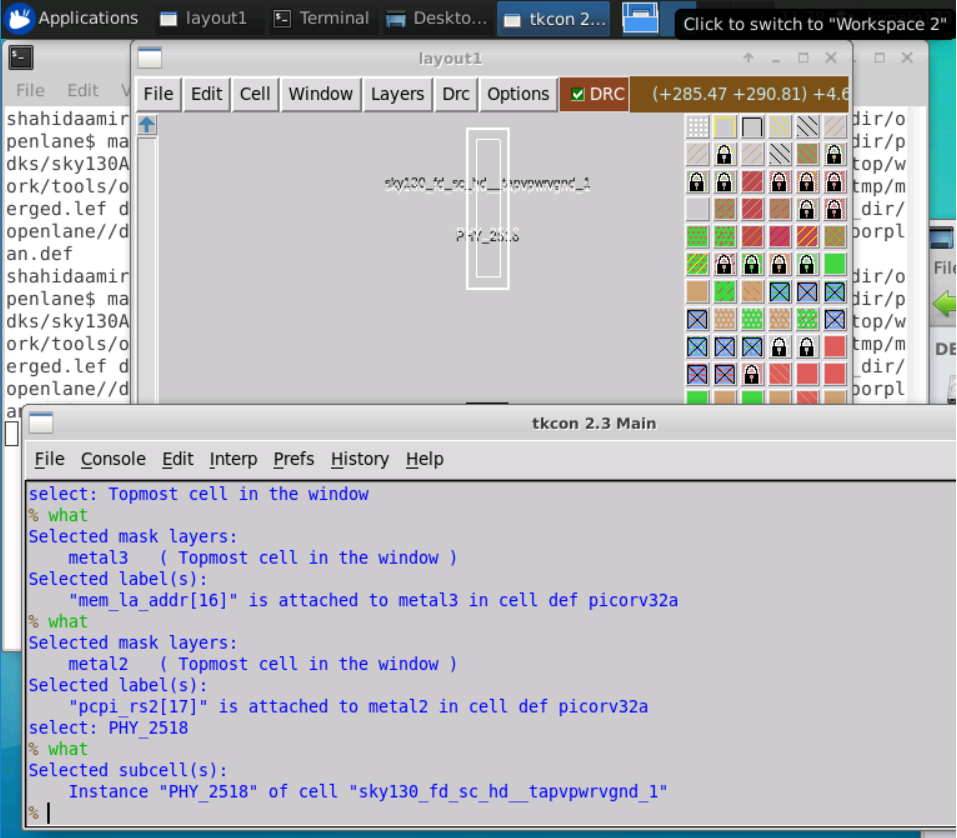 Applications
layout1
Terminal
Deskto...
tkcon 2...
Click to switch to "Workspace 2"
layout1
File Edit
File Edit Cell Window Layers Drc Options DRC (+285.47 +290.81) +4.6
shahidaamir
penlane$ ma
dks/sky130A
ork/tools/o
erged.lef d
openlane//d
an.def
shahidaamir
penlane$ ma
dks/sky130A
ork/tools/o
erged.lef d
openlane//d
sky130_fd_sc_hd__tapvpwrvgnd_1
PHY_2518
dir/o
dir/p
top/w
tmp/m
_dir/
oorpl
dir/o
dir/p
top/w
tmp/m
_dir/
oorpl
File
DE
tkcon 2.3 Main
File Console Edit Interp Prefs History Help
select: Topmost cell in the window
% what
Selected mask layers:
metal3 ( Topmost cell in the window )
Selected label(s):
"mem_la_addr[16]" is attached to metal3 in cell def picorv32a
% what
Selected mask layers:
metal2 ( Topmost cell in the window )
Selected label(s):
"pcpi_rs2[17]" is attached to metal2 in cell def picorv32a
select: PHY_2518
% what
Selected subcell(s):
Instance "PHY_2518" of cell "sky130_fd_sc_hd__tapvpwrvgnd_1"
%